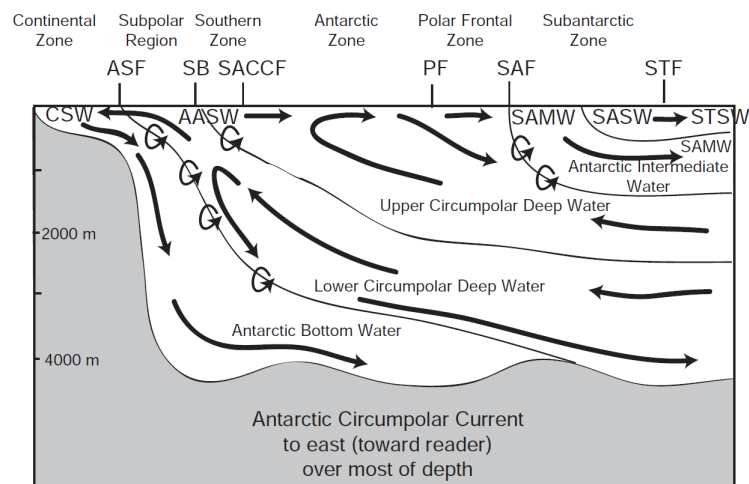 Continental Subpolar Southern Antarctic Polar Frontal Subantarctic
Zone Region Zone Zone Zone Zone
ASF SB SACCF PF SAF STF
CSW AASW SAMW SASW STSW
SAMW
Antarctic Intermediate
Water
Upper Circumpolar Deep Water
2000 m
Lower Circumpolar Deep Water
Antarctic Bottom Water
4000 m
Antarctic Circumpolar Current
to east (toward reader)
over most of depth